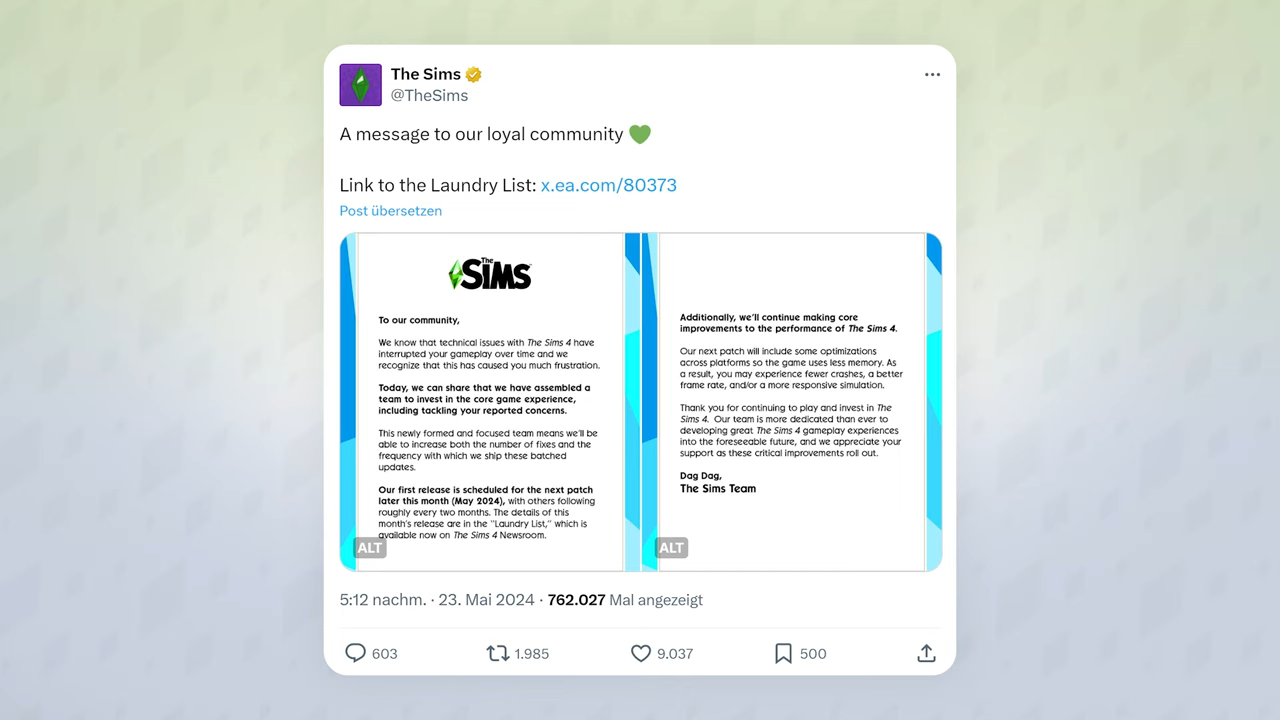 The Sims
@TheSims
A message to our loyal community 💚
Link to the Laundry List: x.ea.com/80373
Post übersetzen
The SiMS
To our community,
We know that technical issues with The Sims 4 have
interrupted your gameplay over time and we
recognize that this has caused you much frustration.
Today, we can share that we have assembled a
team to invest in the core game experience,
including tackling your reported concerns.
This newly formed and focused team means we'll be
able to increase both the number of fixes and the
frequency with which we ship these batched
updates.
Our first release is scheduled for the next patch
later this month (May 2024), with others following
roughly every two months. The details of this
month's release are in the "Laundry List," which is
available now on The Sims 4 Newsroom.
ALT
Additionally, we'll continue making core
improvements to the performance of The Sims 4.
Our next patch will include some optimizations
across platforms so the game uses less memory. As
a result, you may experience fewer crashes, a better
frame rate, and/or a more responsive simulation.
Thank you for continuing to play and invest in The
Sims 4. Our team is more dedicated than ever to
developing great The Sims 4 gameplay experiences
into the foreseeable future, and we appreciate your
support as these critical improvements roll out.
Dag Dag,
The Sims Team
ALT
5:12 nachm. · 23. Mai 2024 · 762.027 Mal angezeigt
603 1.985 9.037 500